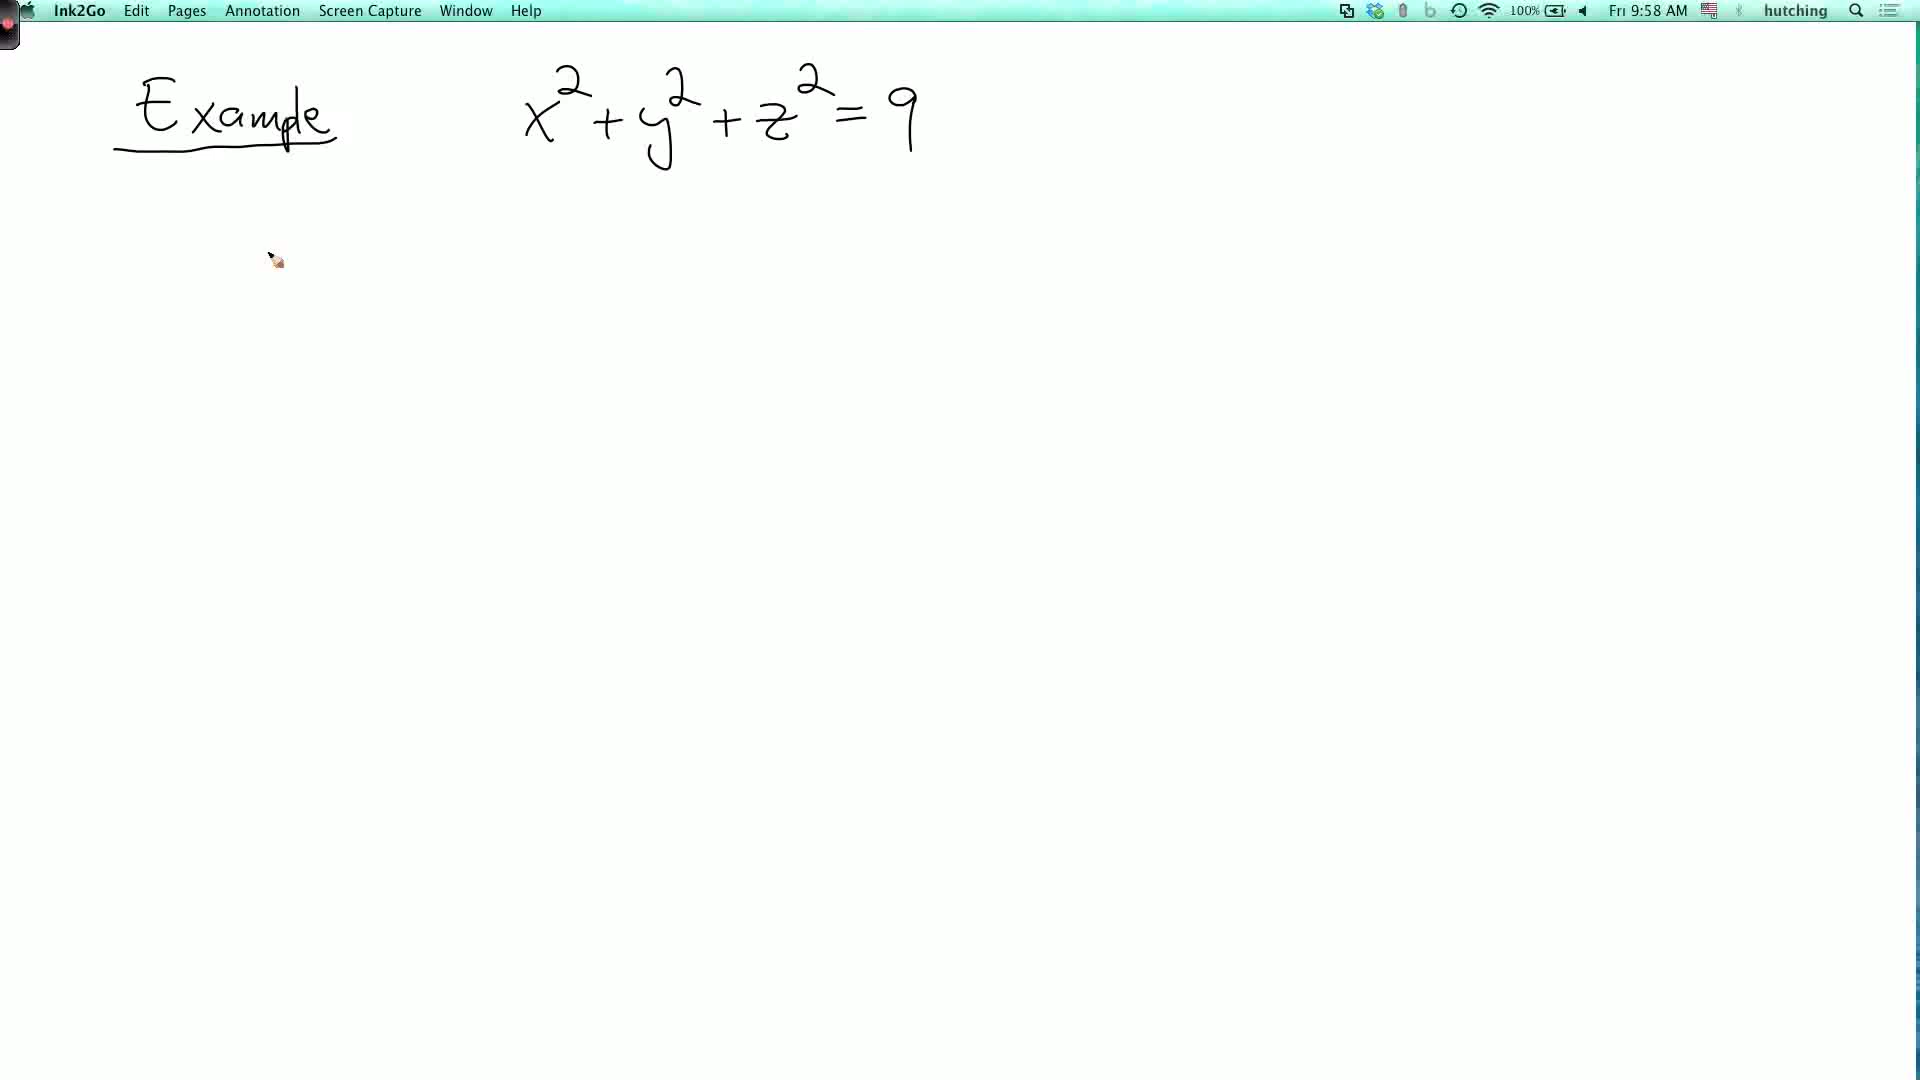 Ink2Go Edit Pages Annotation Screen Capture Window Help 100% Fri 9:58 AM hutching
Example x² + y² + z² = 9